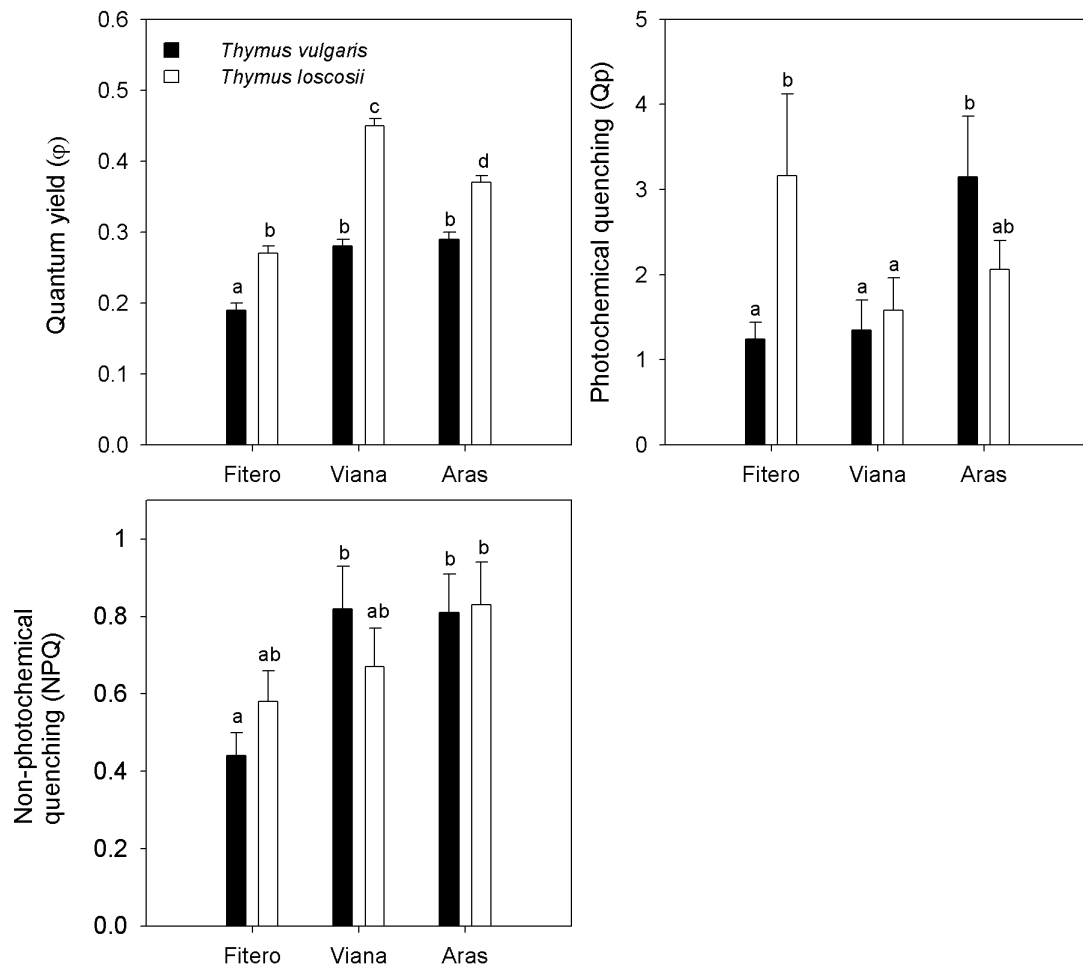 Quantum yield (φ)
0.6
0.5
0.4
0.3
0.2
0.1
0.0
Thymus vulgaris
Thymus loscosii
a
b
b
c
b
d
Fitero Viana Aras
Photochemical quenching (Qp)
5
4
3
2
1
0
a
b
a
a
b
ab
Fitero Viana Aras
Non-photochemical
quenching (NPQ)
1
0.8
0.6
0.4
0.2
0.0
a
ab
b
ab
b
b
Fitero Viana Aras